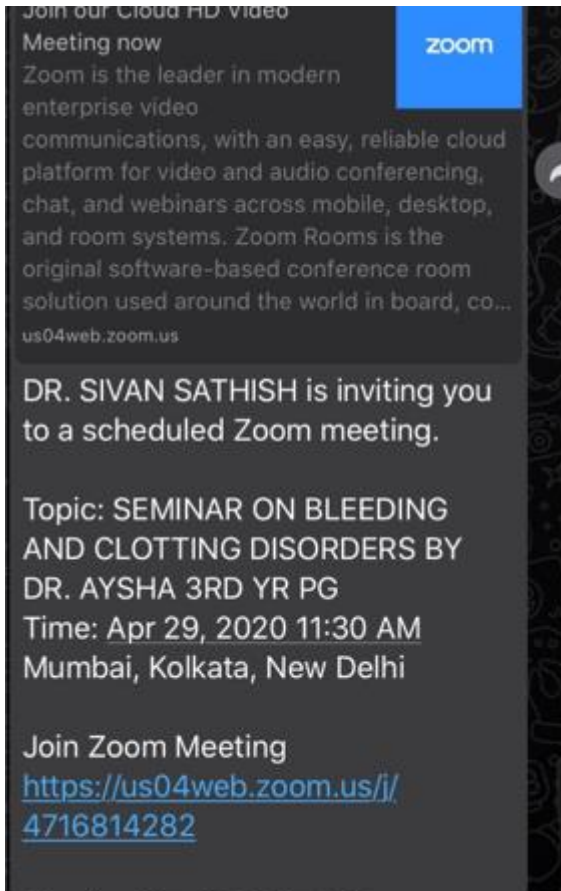 Join our Cloud HD Video
Meeting now
zoom
Zoom is the leader in modern
enterprise video
communications, with an easy, reliable cloud
platform for video and audio conferencing,
chat, and webinars across mobile, desktop,
and room systems. Zoom Rooms is the
original software-based conference room
solution used around the world in board, co...
us04web.zoom.us
DR. SIVAN SATHISH is inviting you
to a scheduled Zoom meeting.
Topic: SEMINAR ON BLEEDING
AND CLOTTING DISORDERS BY
DR. AYSHA 3RD YR PG
Time: Apr 29, 2020 11:30 AM
Mumbai, Kolkata, New Delhi
Join Zoom Meeting
https://us04web.zoom.us/j/
4716814282